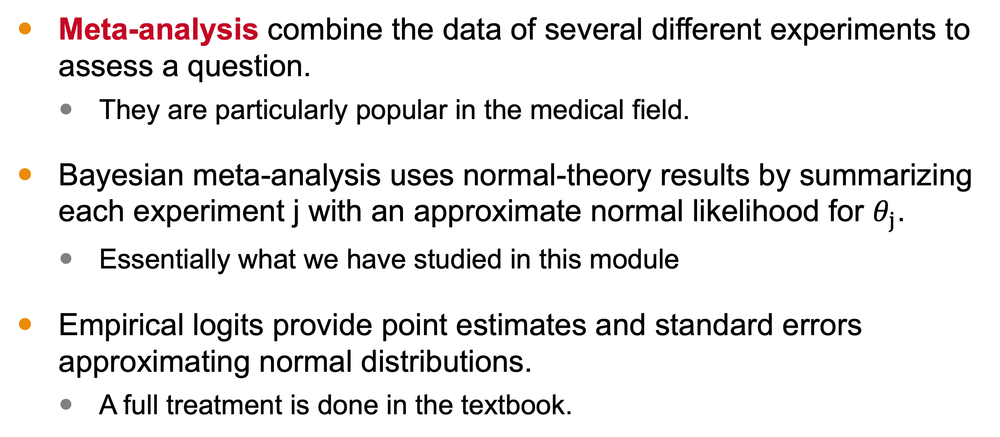 • Meta-analysis combine the data of several different experiments to
assess a question.
• They are particularly popular in the medical field.
• Bayesian meta-analysis uses normal-theory results by summarizing
each experiment j with an approximate normal likelihood for θⱼ.
• Essentially what we have studied in this module
• Empirical logits provide point estimates and standard errors
approximating normal distributions.
• A full treatment is done in the textbook.